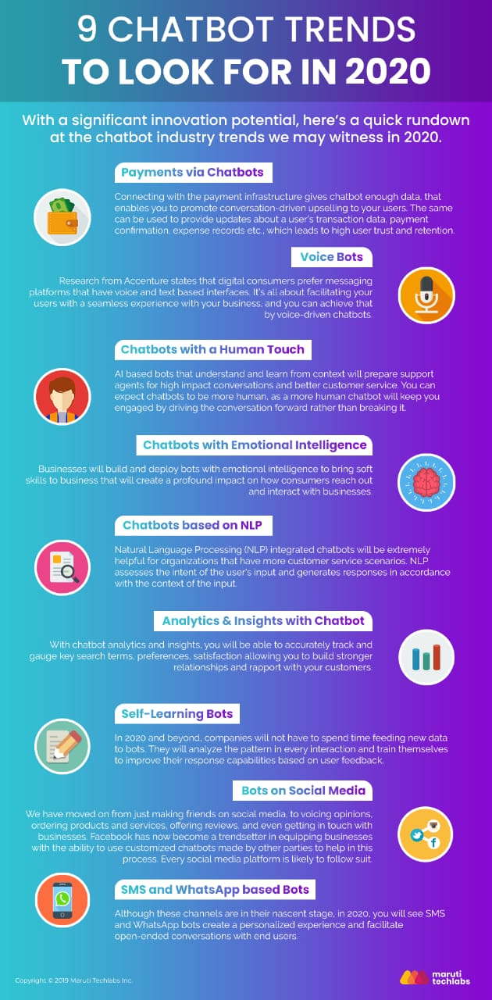 9 CHATBOT TRENDS
TO LOOK FOR IN 2020
With a significant innovation potential, here's a quick rundown
at the chatbot industry trends we may witness in 2020.
Payments via Chatbots
Connecting with the payment infrastructure gives chatbot enough data, that
enables you to promote conversation-driven upselling to your users. The same
can be used to provide updates about a user's transaction data, payment
confirmation, expense records etc., which leads to high user trust and retention.
Voice Bots
Research from Accenture states that digital consumers prefer messaging
platforms that have voice and text based interfaces. It's all about facilitating your
users with a seamless experience with your business, and you can achieve that
by voice-driven chatbots.
Chatbots with a Human Touch
AI based bots that understand and learn from context will prepare support
agents for high impact conversations and better customer service. You can
expect chatbots to be more human, as a more human chatbot will keep you
engaged by driving the conversation forward rather than breaking it.
Chatbots with Emotional Intelligence
Businesses will build and deploy bots with emotional intelligence to bring soft
skills to business that will create a profound impact on how consumers reach out
and interact with businesses.
Chatbots based on NLP
Natural Language Processing (NLP) integrated chatbots will be extremely
helpful for organizations that have more customer service scenarios. NLP
assesses the intent of the user's input and generates responses in accordance
with the context of the input.
Analytics & Insights with Chatbot
With chatbot analytics and insights, you will be able to accurately track and
gauge key search terms, preferences, satisfaction allowing you to build stronger
relationships and rapport with your customers.
Self-Learning Bots
In 2020 and beyond, companies will not have to spend time feeding new data
to bots. They will analyze the pattern in every interaction and train themselves
to improve their response capabilities based on user feedback.
Bots on Social Media
We have moved on from just making friends on social media, to voicing opinions,
ordering products and services, offering reviews, and even getting in touch with
businesses. Facebook has now become a trendsetter in equipping businesses
with the ability to use customized chatbots made by other parties to help in this
process. Every social media platform is likely to follow suit.
SMS and WhatsApp based Bots
Although these channels are in their nascent stage, in 2020, you will see SMS
and WhatsApp bots create a personalized experience and facilitate
open-ended conversations with end users.
Copyright © 2019 Maruti Techlabs Inc.
maruti
techlabs